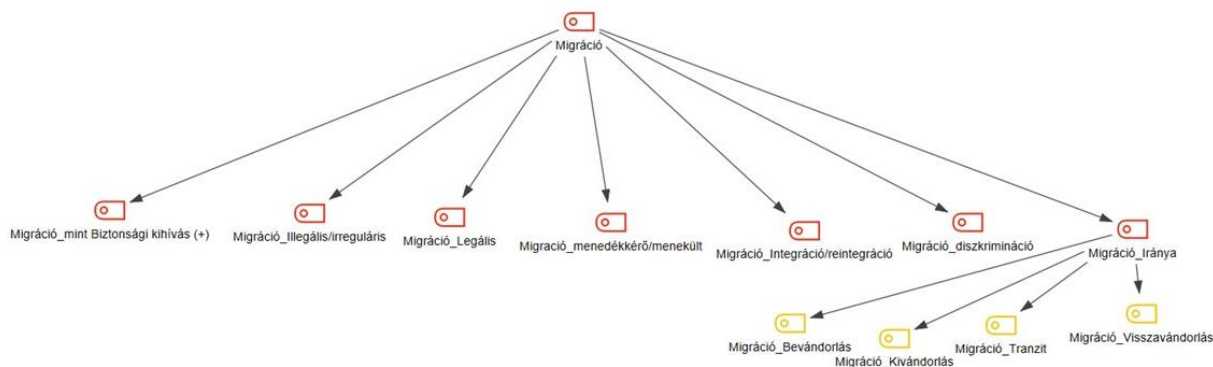 Migráció
Migráció_mint Biztonsági kihívás (+)
Migráció_Illegális/irreguláris
Migráció_Legális
Migració_menedékkérő/menekült
Migráció_Integráció/reintegráció
Migráció_diszkrimináció
Migráció_Iránya
Migráció_Bevándorlás
Migráció_Kivándorlás
Migráció_Tranzit
Migráció_Visszavándorlás